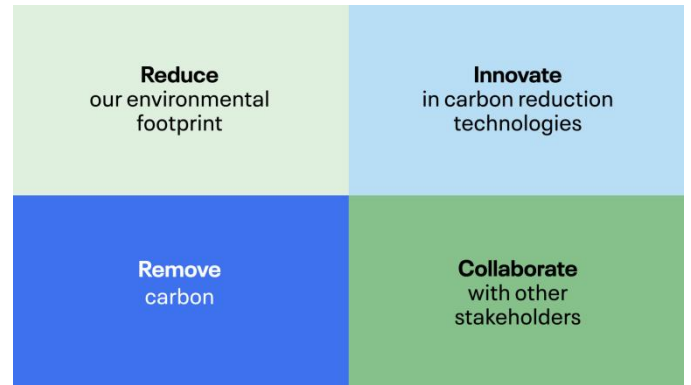 Reduce
our environmental
footprint
Innovate
in carbon reduction
technologies
Remove
carbon
Collaborate
with other
stakeholders